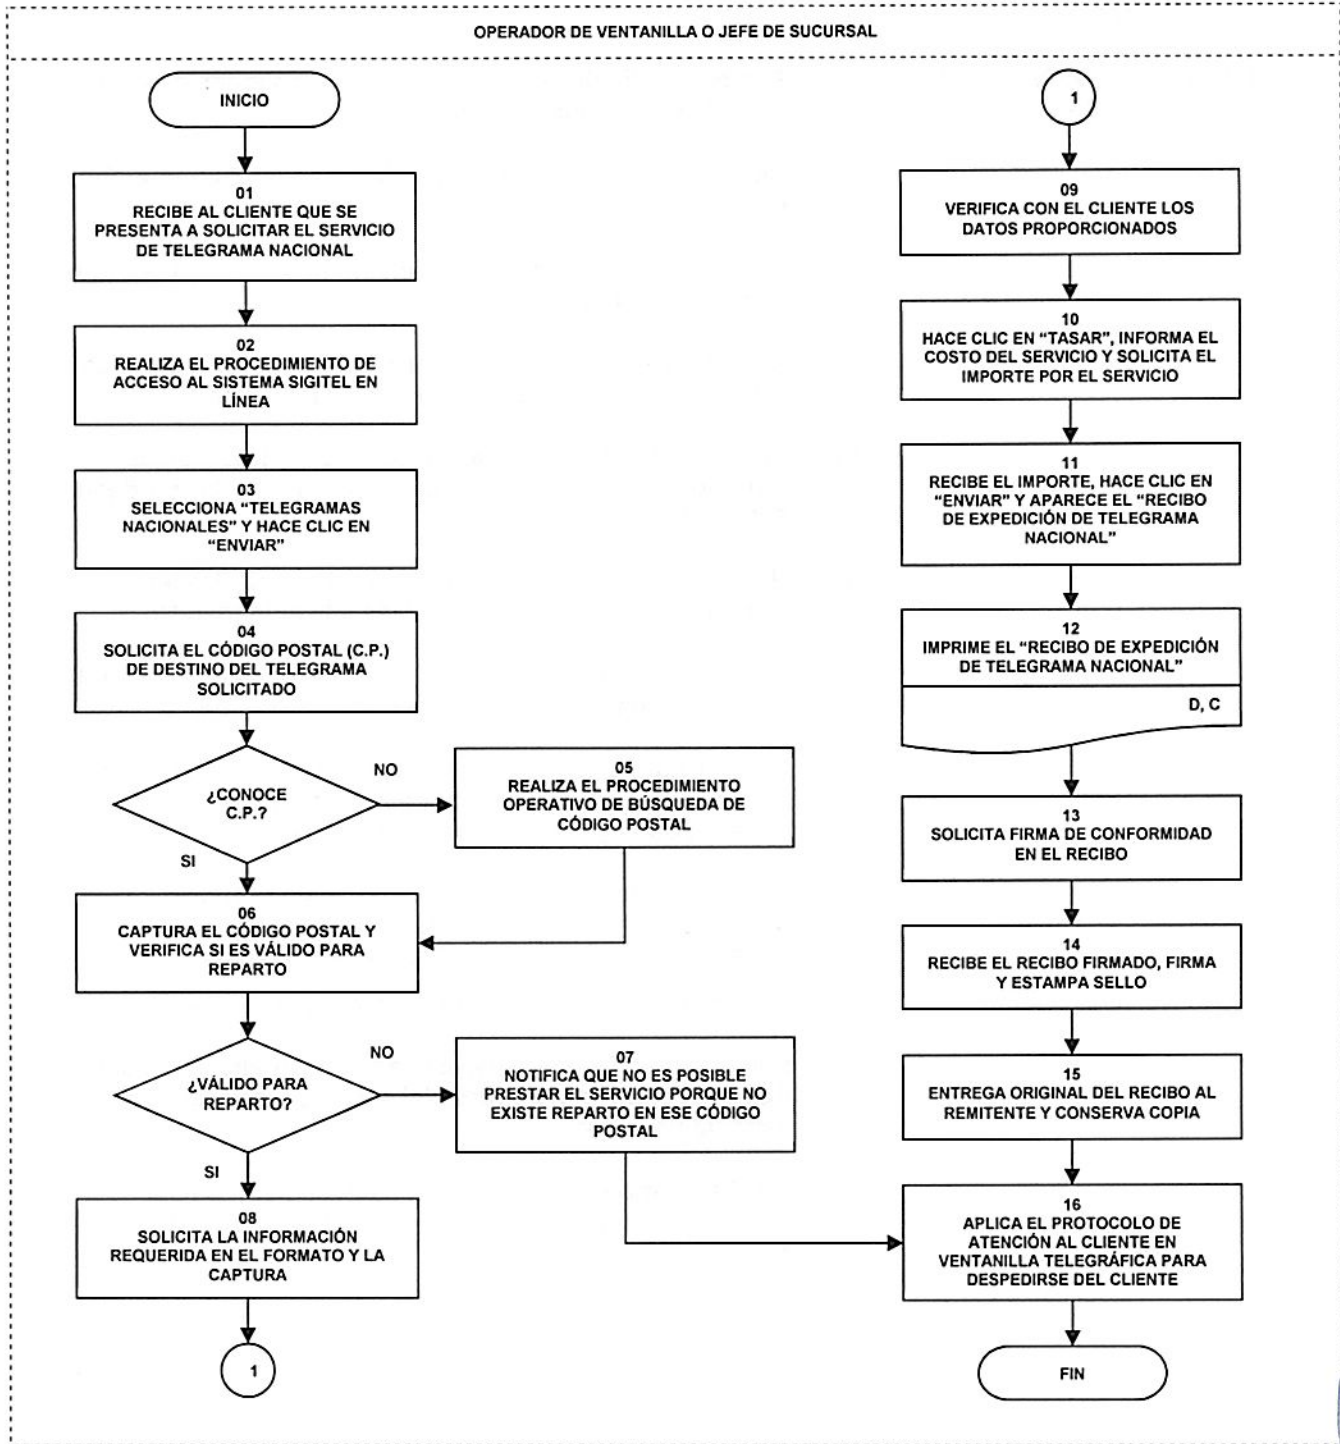 OPERADOR DE VENTANILLA O JEFE DE SUCURSAL
INICIO
01
RECIBE AL CLIENTE QUE SE
PRESENTA A SOLICITAR EL SERVICIO
DE TELEGRAMA NACIONAL
02
REALIZA EL PROCEDIMIENTO DE
ACCESO AL SISTEMA SIGITEL EN
LÍNEA
03
SELECCIONA “TELEGRAMAS
NACIONALES” Y HACE CLIC EN
“ENVIAR”
04
SOLICITA EL CÓDIGO POSTAL (C.P.)
DE DESTINO DEL TELEGRAMA
SOLICITADO
¿CONOCE
C.P.?
NO
05
REALIZA EL PROCEDIMIENTO
OPERATIVO DE BÚSQUEDA DE
CÓDIGO POSTAL
SI
06
CAPTURA EL CÓDIGO POSTAL Y
VERIFICA SI ES VÁLIDO PARA
REPARTO
¿VÁLIDO PARA
REPARTO?
NO
07
NOTIFICA QUE NO ES POSIBLE
PRESTAR EL SERVICIO PORQUE NO
EXISTE REPARTO EN ESE CÓDIGO
POSTAL
SI
08
SOLICITA LA INFORMACIÓN
REQUERIDA EN EL FORMATO Y LA
CAPTURA
1
1
09
VERIFICA CON EL CLIENTE LOS
DATOS PROPORCIONADOS
10
HACE CLIC EN “TASAR”, INFORMA EL
COSTO DEL SERVICIO Y SOLICITA EL
IMPORTE POR EL SERVICIO
11
RECIBE EL IMPORTE, HACE CLIC EN
“ENVIAR” Y APARECE EL “RECIBO
DE EXPEDICIÓN DE TELEGRAMA
NACIONAL”
12
IMPRIME EL “RECIBO DE EXPEDICIÓN
DE TELEGRAMA NACIONAL”
D, C
13
SOLICITA FIRMA DE CONFORMIDAD
EN EL RECIBO
14
RECIBE EL RECIBO FIRMADO, FIRMA
Y ESTAMPA SELLO
15
ENTREGA ORIGINAL DEL RECIBO AL
REMITENTE Y CONSERVA COPIA
16
APLICA EL PROTOCOLO DE
ATENCIÓN AL CLIENTE EN
VENTANILLA TELEGRÁFICA PARA
DESPEDIRSE DEL CLIENTE
FIN